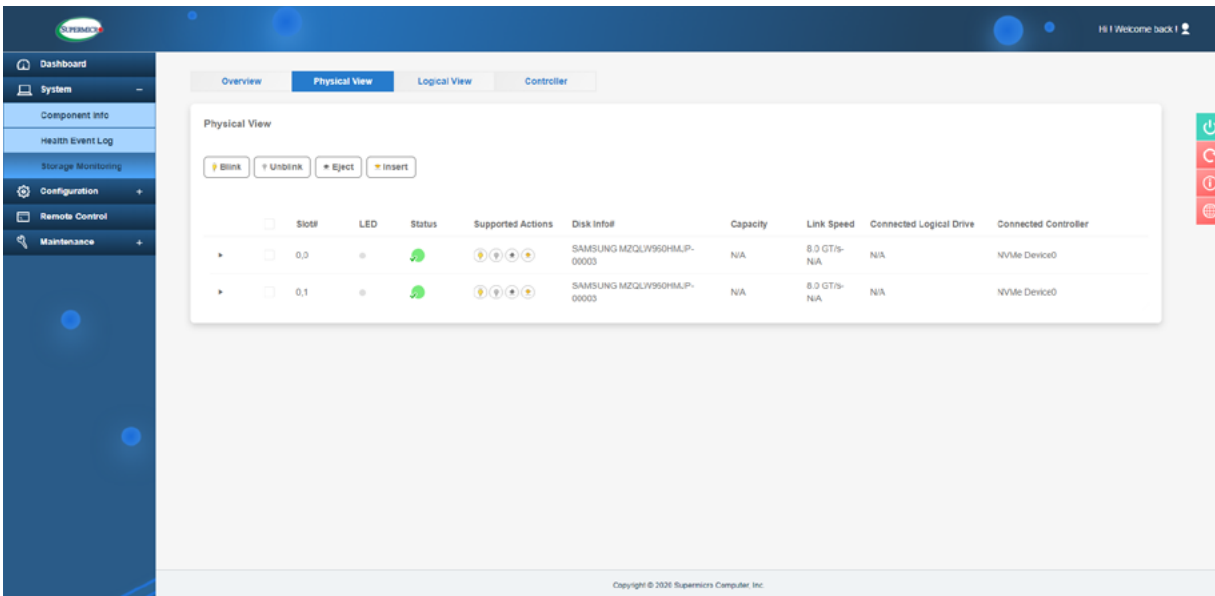 SUPERMICR
Hi ! Welcome back !
Dashboard
System –
Component Info
Health Event Log
Storage Monitoring
Configuration +
Remote Control
Maintenance +
Overview Physical View Logical View Controller
Physical View
Blink Unblink Eject Insert
Slot# LED Status Supported Actions Disk Info# Capacity Link Speed Connected Logical Drive Connected Controller
0,0 SAMSUNG MZQLW960HMJP-00003 N/A 8.0 GT/s-N/A N/A NVMe Device0
0,1 SAMSUNG MZQLW960HMJP-00003 N/A 8.0 GT/s-N/A N/A NVMe Device0
Copyright © 2020 Supermicro Computer, Inc.